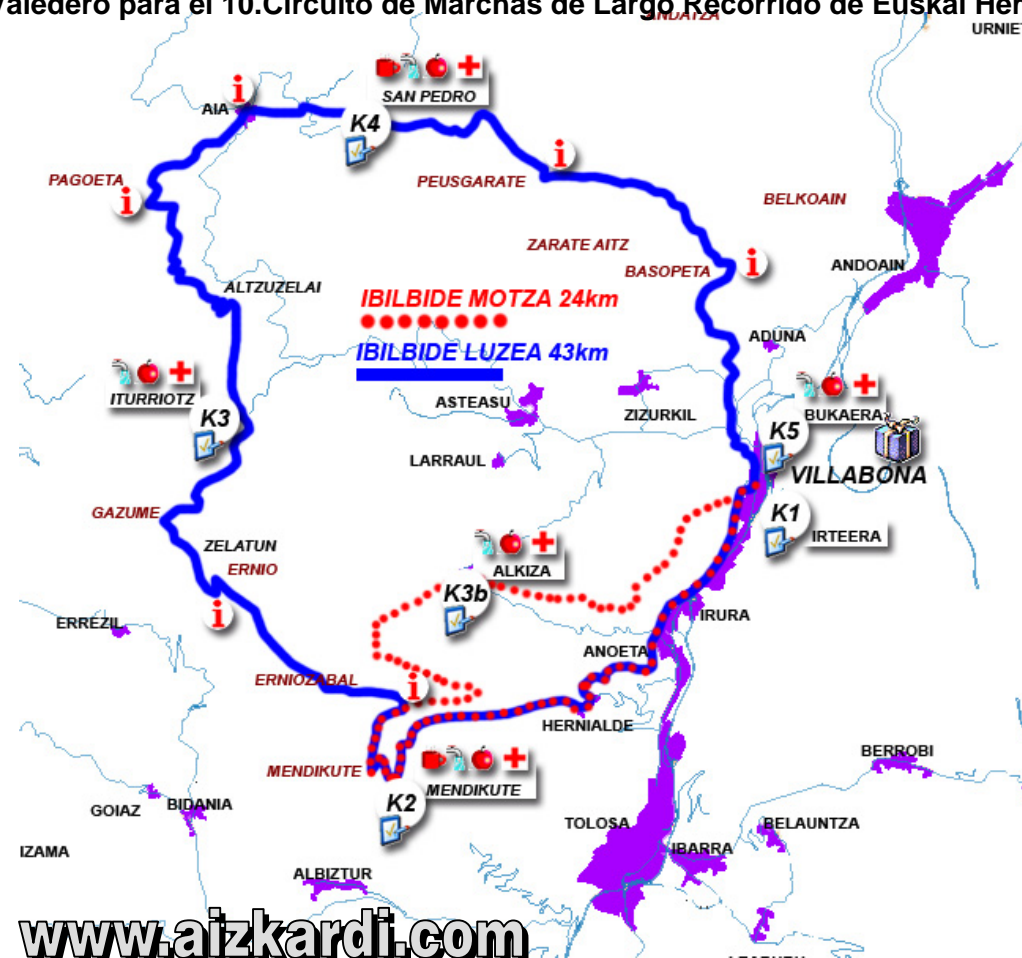 valedero para el 10.Circuito de Marchas de Largo Recorrido de Euskal Her
ANDATZA
URNIE
SAN PEDRO
AIA
K4
i
i
PAGOETA
i
PEUSGARATE
BELKOAIN
ZARATE AITZ
BASOPETA
i
ANDOAIN
ALTZUZELAI
IBILBIDE MOTZA 24km
ADUNA
IBILBIDE LUZEA 43km
ITURRIOTZ
K3
ASTEASU
ZIZURKIL
BUKAERA
K5
LARRAUL
VILLABONA
GAZUME
K1
IRTEERA
ZELATUN
ERNIO
ALKIZA
K3b
i
ERREZIL
IRURA
ANOETA
ERNIOZABAL
i
HERNIALDE
MENDIKUTE
MENDIKUTE
K2
BERROBI
GOIAZ
BIDANIA
TOLOSA
BELAUNTZA
IZAMA
IBARRA
ALBIZTUR
www.aizkardi.com